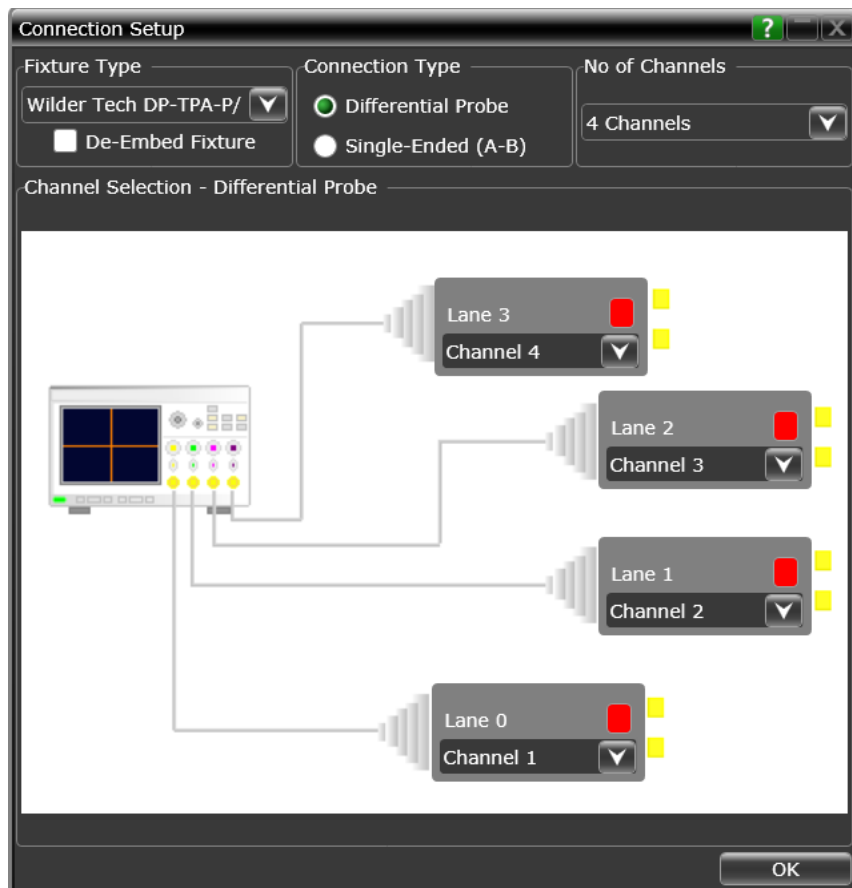 Connection Setup
?
X
Fixture Type
Connection Type
No of Channels
Wilder Tech DP-TPA-P/
De-Embed Fixture
Differential Probe
Single-Ended (A-B)
4 Channels
Channel Selection - Differential Probe
Lane 3
Channel 4
Lane 2
Channel 3
Lane 1
Channel 2
Lane 0
Channel 1
OK